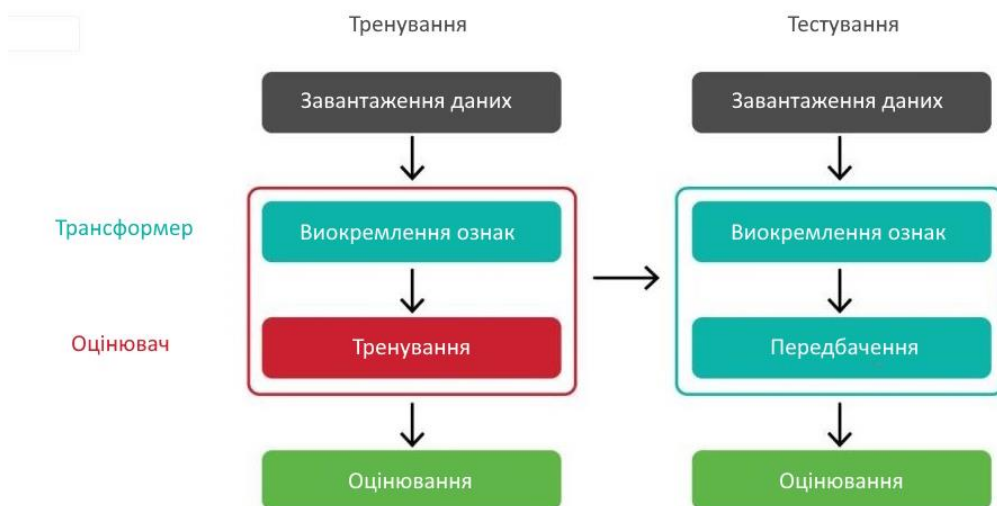 Тренування
Тестування
Завантаження даних
Завантаження даних
Трансформер
Виокремлення ознак
Виокремлення ознак
Оцінювач
Тренування
Передбачення
Оцінювання
Оцінювання